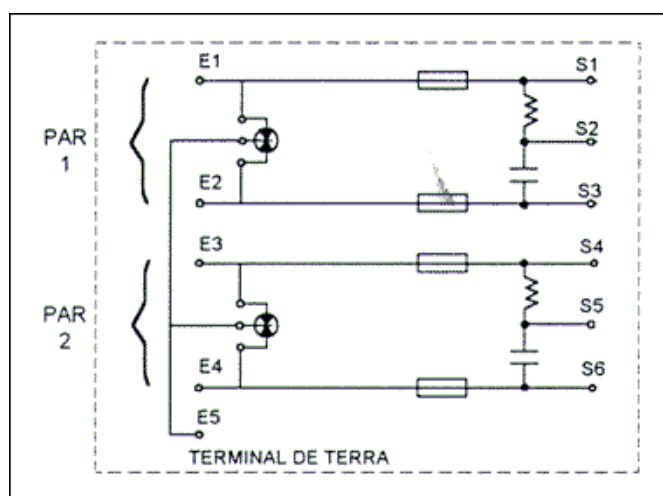 E1
S1
PAR
1
S2
E2
S3
E3
S4
PAR
2
S5
E4
S6
E5
TERMINAL DE TERRA